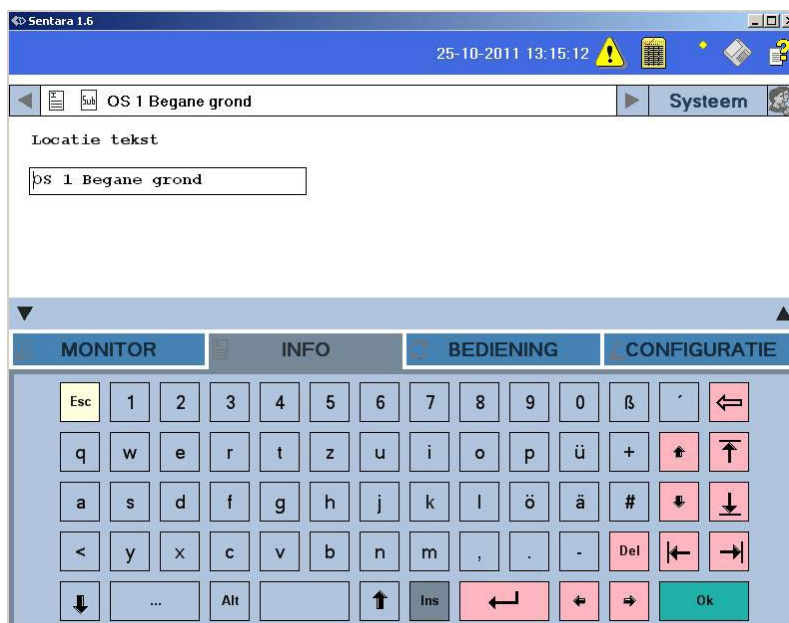 Sentara 1.6
25-10-2011 13:15:12
Sub OS 1 Begane grond Systeem
Locatie tekst
OS 1 Begane grond
MONITOR INFO BEDIENING CONFIGURATIE
Esc 1 2 3 4 5 6 7 8 9 0 ß ´
q w e r t z u i o p ü +
a s d f g h j k l ö ä #
< y x c v b n m , . - Del
... Alt Ins Ok